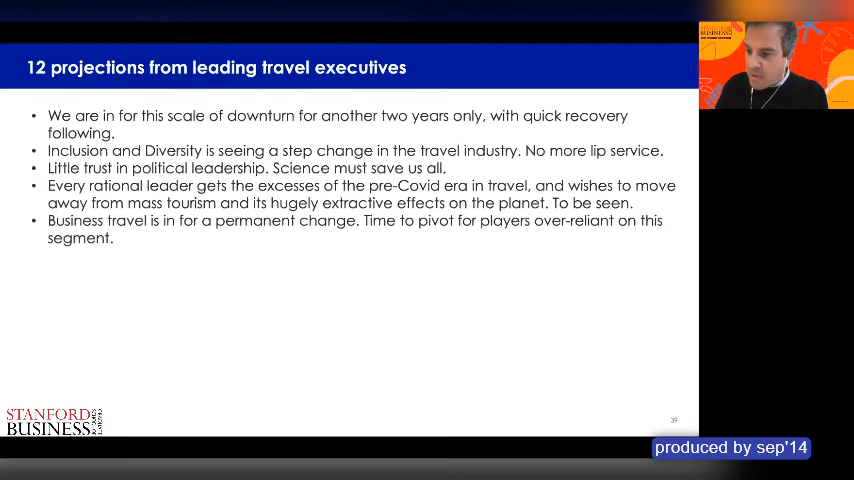 12 projections from leading travel executives
STANFORD
BUSINESS
• We are in for this scale of downturn for another two years only, with quick recovery
following.
• Inclusion and Diversity is seeing a step change in the travel industry. No more lip service.
• Little trust in political leadership. Science must save us all.
• Every rational leader gets the excesses of the pre-Covid era in travel, and wishes to move
away from mass tourism and its hugely extractive effects on the planet. To be seen.
• Business travel is in for a permanent change. Time to pivot for players over-reliant on this
segment.
STANFORD
BUSINESS
39
produced by sep'14